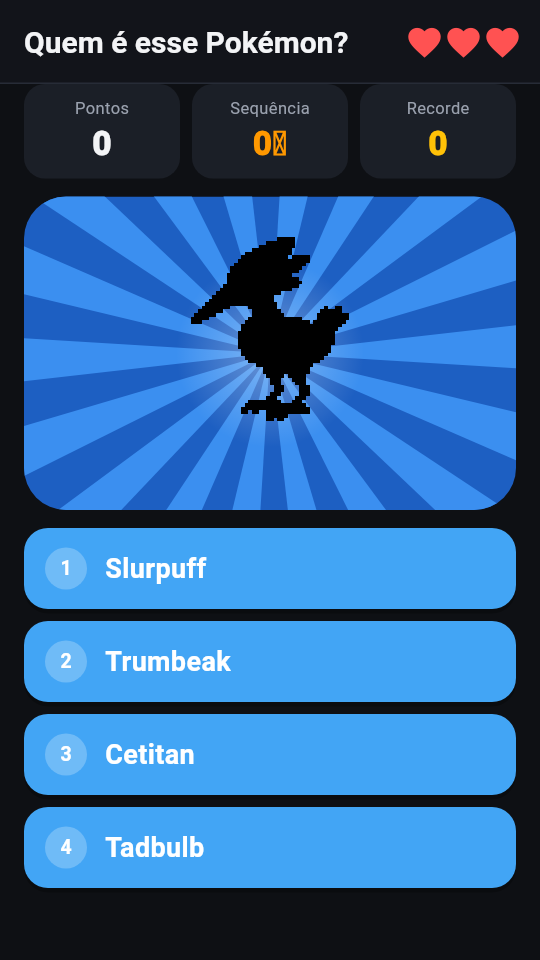 Quem é esse Pokémon?
Pontos
0
Sequência
0
Recorde
0
1 Slurpuff
2 Trumbeak
3 Cetitan
4 Tadbulb